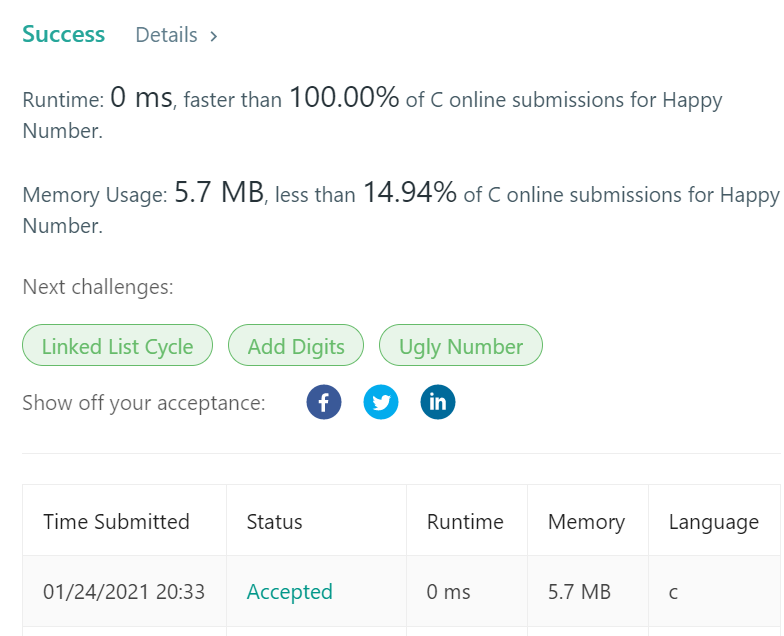 Success Details >
Runtime: 0 ms, faster than 100.00% of C online submissions for Happy
Number.
Memory Usage: 5.7 MB, less than 14.94% of C online submissions for Happy
Number.
Next challenges:
Linked List Cycle Add Digits Ugly Number
Show off your acceptance: f in
Time Submitted Status Runtime Memory Language
01/24/2021 20:33 Accepted 0 ms 5.7 MB c